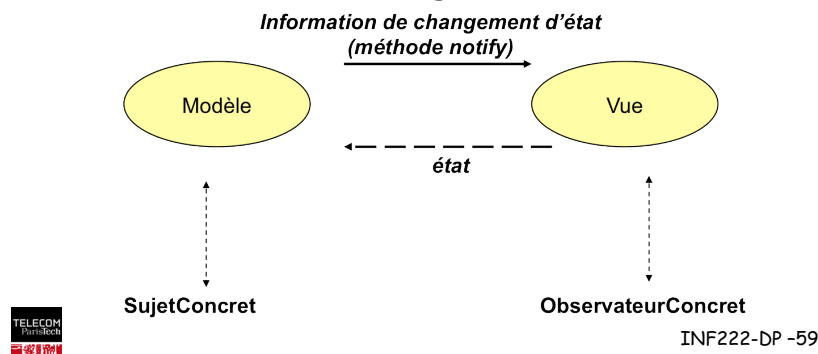 Information de changement d'état
(méthode notify)
Modèle
Vue
état
SujetConcret
ObservateurConcret
TELECOM
ParisTech
INF222-DP –59